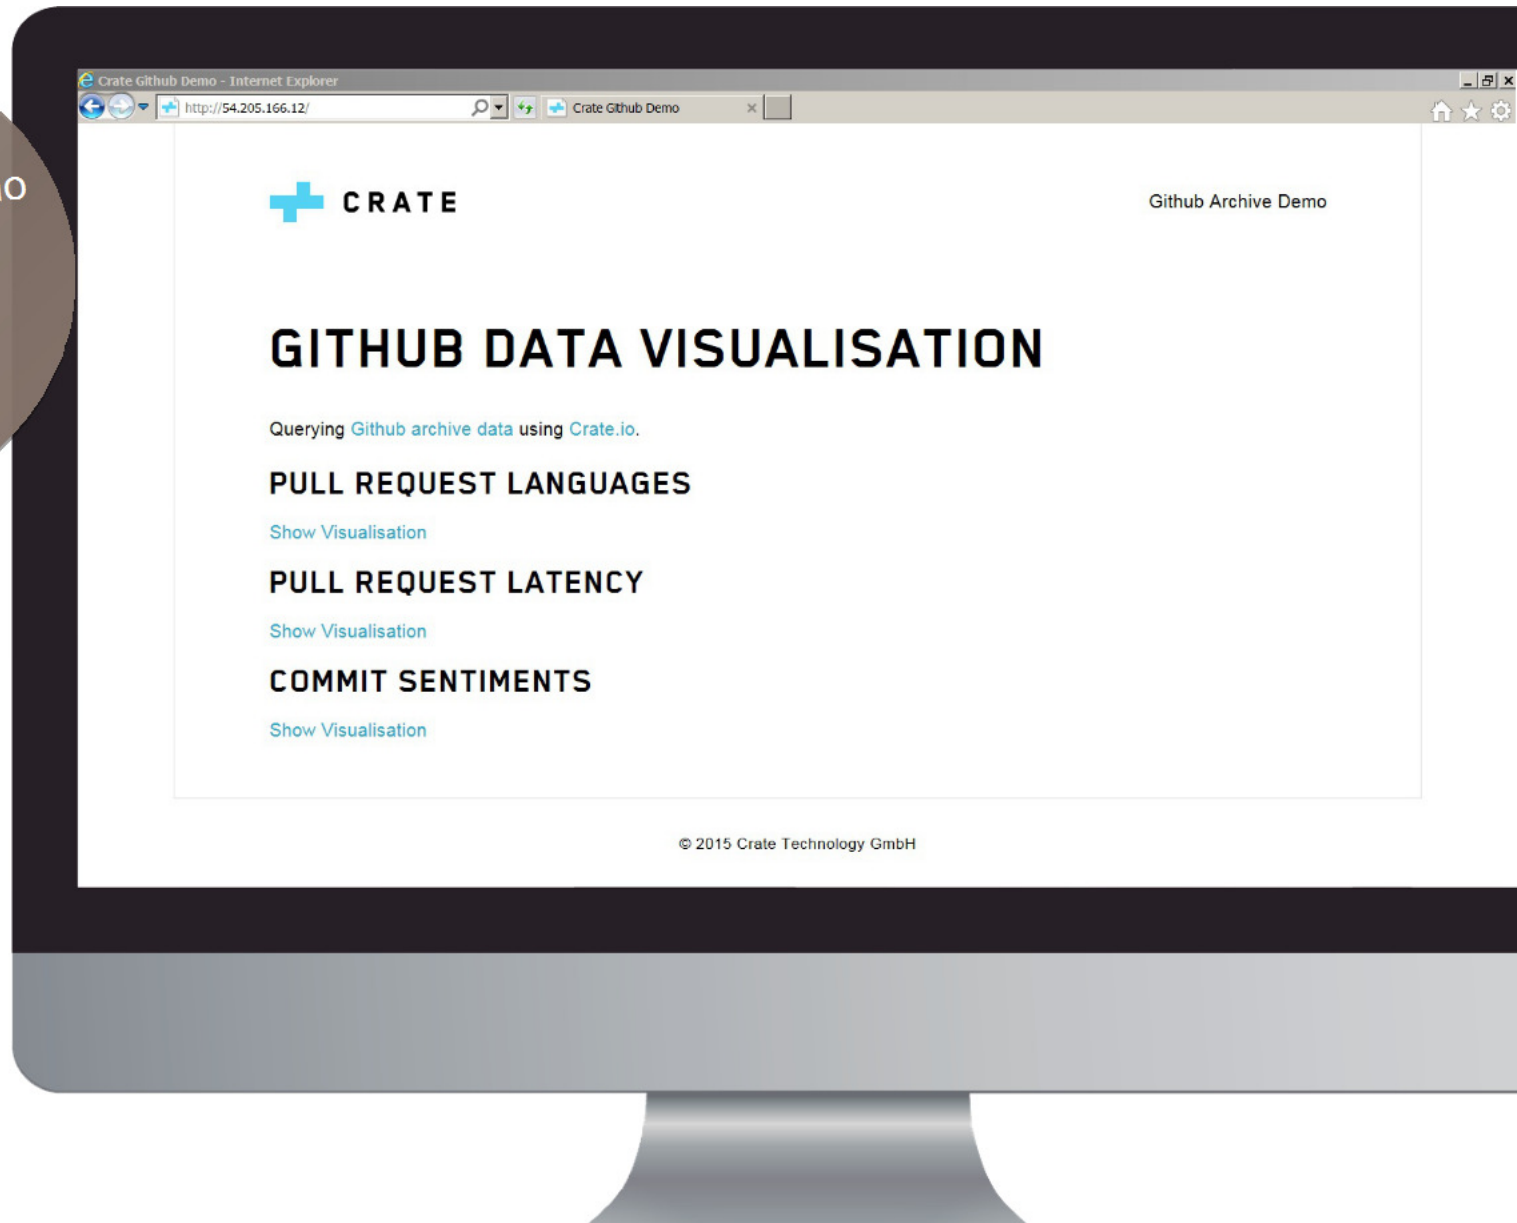 Crate Github Demo - Internet Explorer
http://54.205.166.12/
Crate Github Demo
CRATE
Github Archive Demo
GITHUB DATA VISUALISATION
Querying Github archive data using Crate.io.
PULL REQUEST LANGUAGES
Show Visualisation
PULL REQUEST LATENCY
Show Visualisation
COMMIT SENTIMENTS
Show Visualisation
© 2015 Crate Technology GmbH